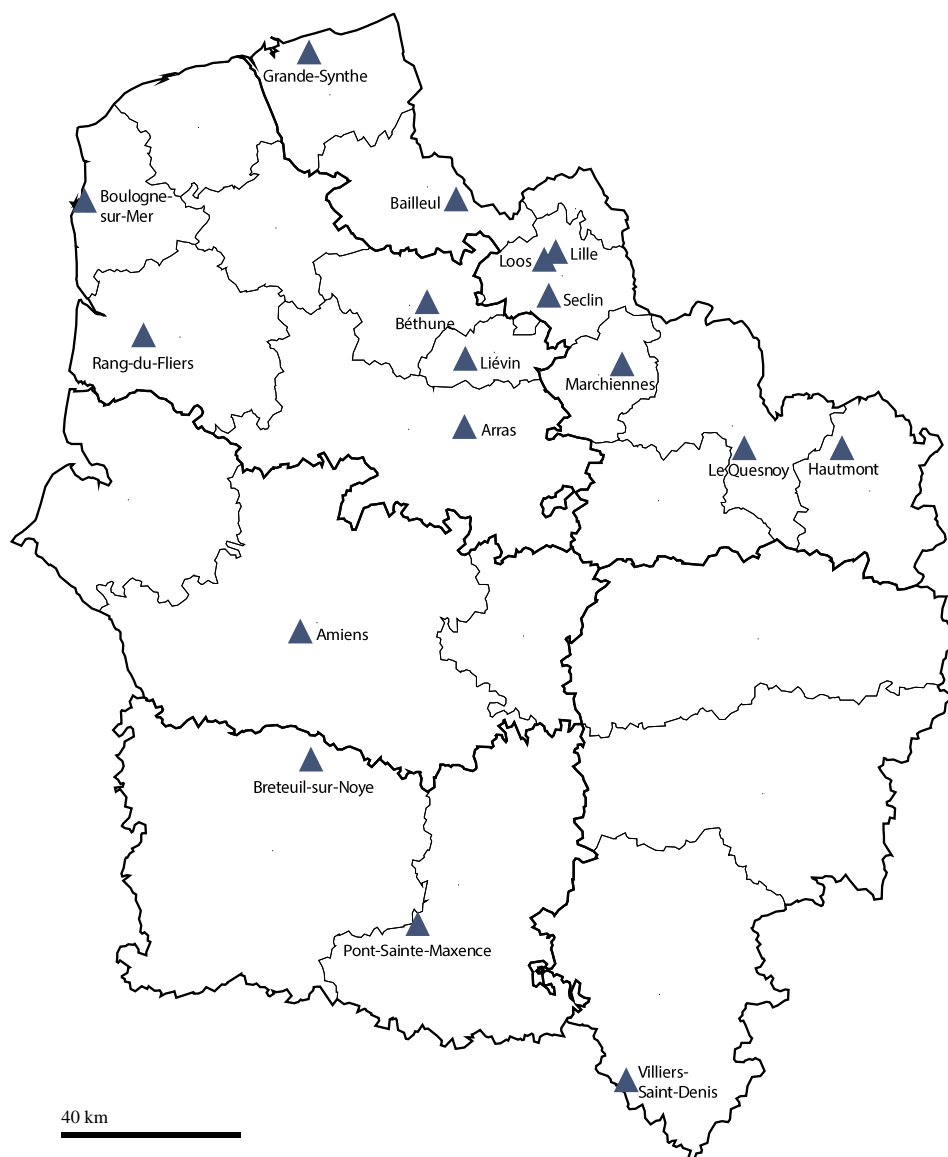 Grande-Synthe
Boulogne-
sur-Mer
Bailleul
Loos
Lille
Seclin
Béthune
Rang-du-Fliers
Liévin
Marchiennes
Arras
Le Quesnoy
Hautmont
Amiens
Breteuil-sur-Noye
Pont-Sainte-Maxence
Villiers-
Saint-Denis
40 km